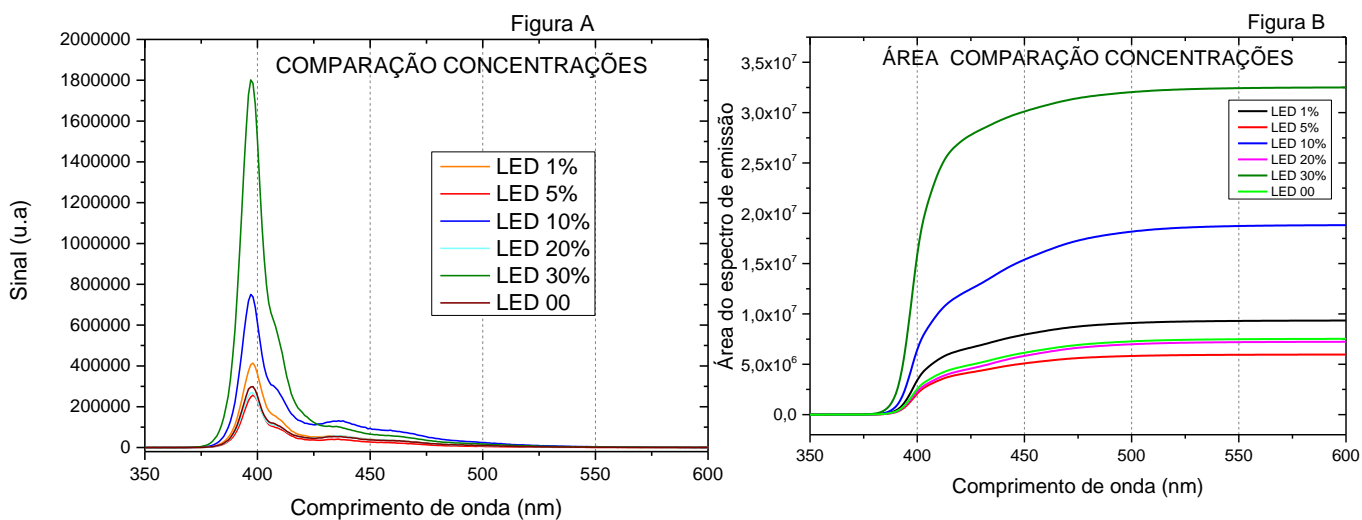 Figura A
COMPARAÇÃO CONCENTRAÇÕES
2000000
1800000
1600000
1400000
1200000
1000000
800000
600000
400000
200000
0
Sinal (u.a)
LED 1%
LED 5%
LED 10%
LED 20%
LED 30%
LED 00
350 400 450 500 550 600
Comprimento de onda (nm)
Figura B
ÁREA COMPARAÇÃO CONCENTRAÇÕES
3,5x10⁷
3,0x10⁷
2,5x10⁷
2,0x10⁷
1,5x10⁷
1,0x10⁷
5,0x10⁶
0,0
Área do espectro de emissão
LED 1%
LED 5%
LED 10%
LED 20%
LED 30%
LED 00
350 400 450 500 550 600
Comprimento de onda (nm)